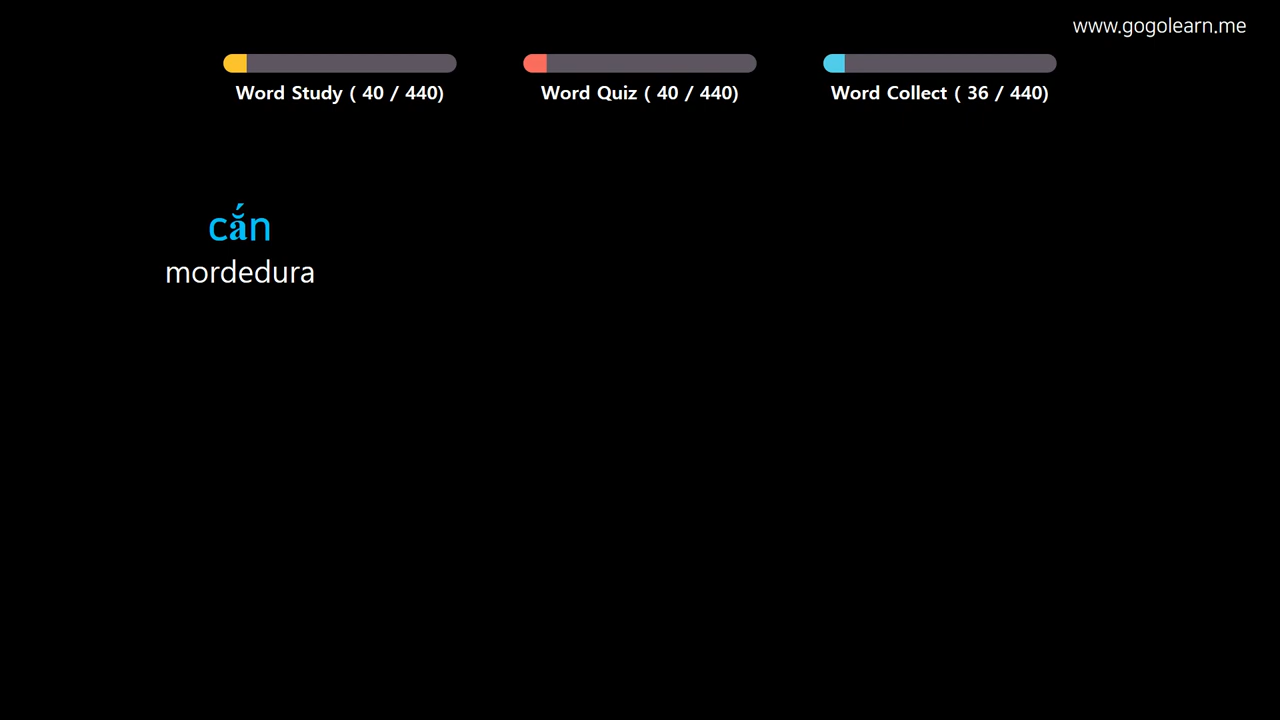 www.gogolearn.me
Word Study ( 40 / 440)
Word Quiz ( 40 / 440)
Word Collect ( 36 / 440)
cắn
mordedura